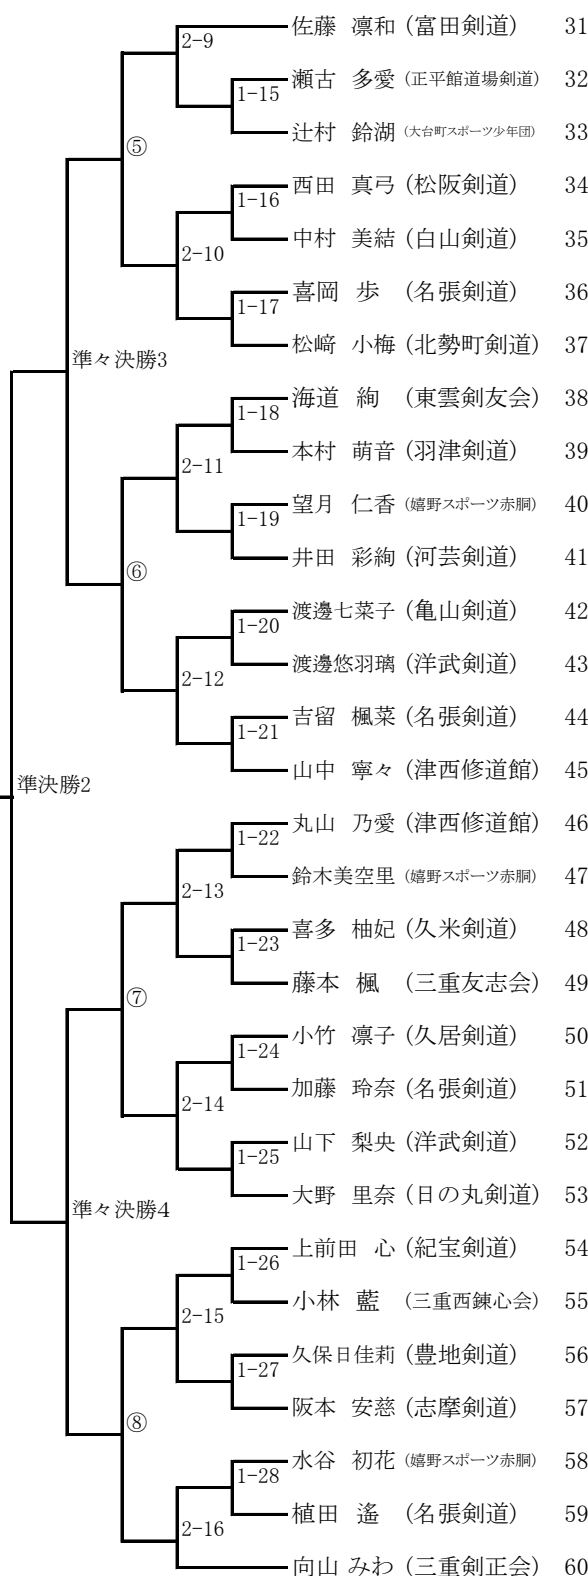 佐藤 凛和 (富田剣道) 31
2-9
瀬古 多愛 (正平館道場剣道) 32
1-15
辻村 鈴湖 (大台町スポーツ少年団) 33
⑤
西田 真弓 (松阪剣道) 34
1-16
中村 美結 (白山剣道) 35
2-10
喜岡 歩 (名張剣道) 36
1-17
松﨑 小梅 (北勢町剣道) 37
準々決勝3
海道 絢 (東雲剣友会) 38
1-18
本村 萌音 (羽津剣道) 39
2-11
望月 仁香 (嬉野スポーツ赤胴) 40
1-19
井田 彩絢 (河芸剣道) 41
⑥
渡邊七菜子 (亀山剣道) 42
1-20
渡邊悠羽璃 (洋武剣道) 43
2-12
吉留 楓菜 (名張剣道) 44
1-21
山中 寧々 (津西修道館) 45
準決勝2
丸山 乃愛 (津西修道館) 46
1-22
鈴木美空里 (嬉野スポーツ赤胴) 47
2-13
喜多 柚妃 (久米剣道) 48
1-23
藤本 楓 (三重友志会) 49
⑦
小竹 凛子 (久居剣道) 50
1-24
加藤 玲奈 (名張剣道) 51
2-14
山下 梨央 (洋武剣道) 52
1-25
大野 里奈 (日の丸剣道) 53
準々決勝4
上前田 心 (紀宝剣道) 54
1-26
小林 藍 (三重西錬心会) 55
2-15
久保日佳莉 (豊地剣道) 56
1-27
阪本 安慈 (志摩剣道) 57
⑧
水谷 初花 (嬉野スポーツ赤胴) 58
1-28
植田 遙 (名張剣道) 59
2-16
向山 みわ (三重剣正会) 60